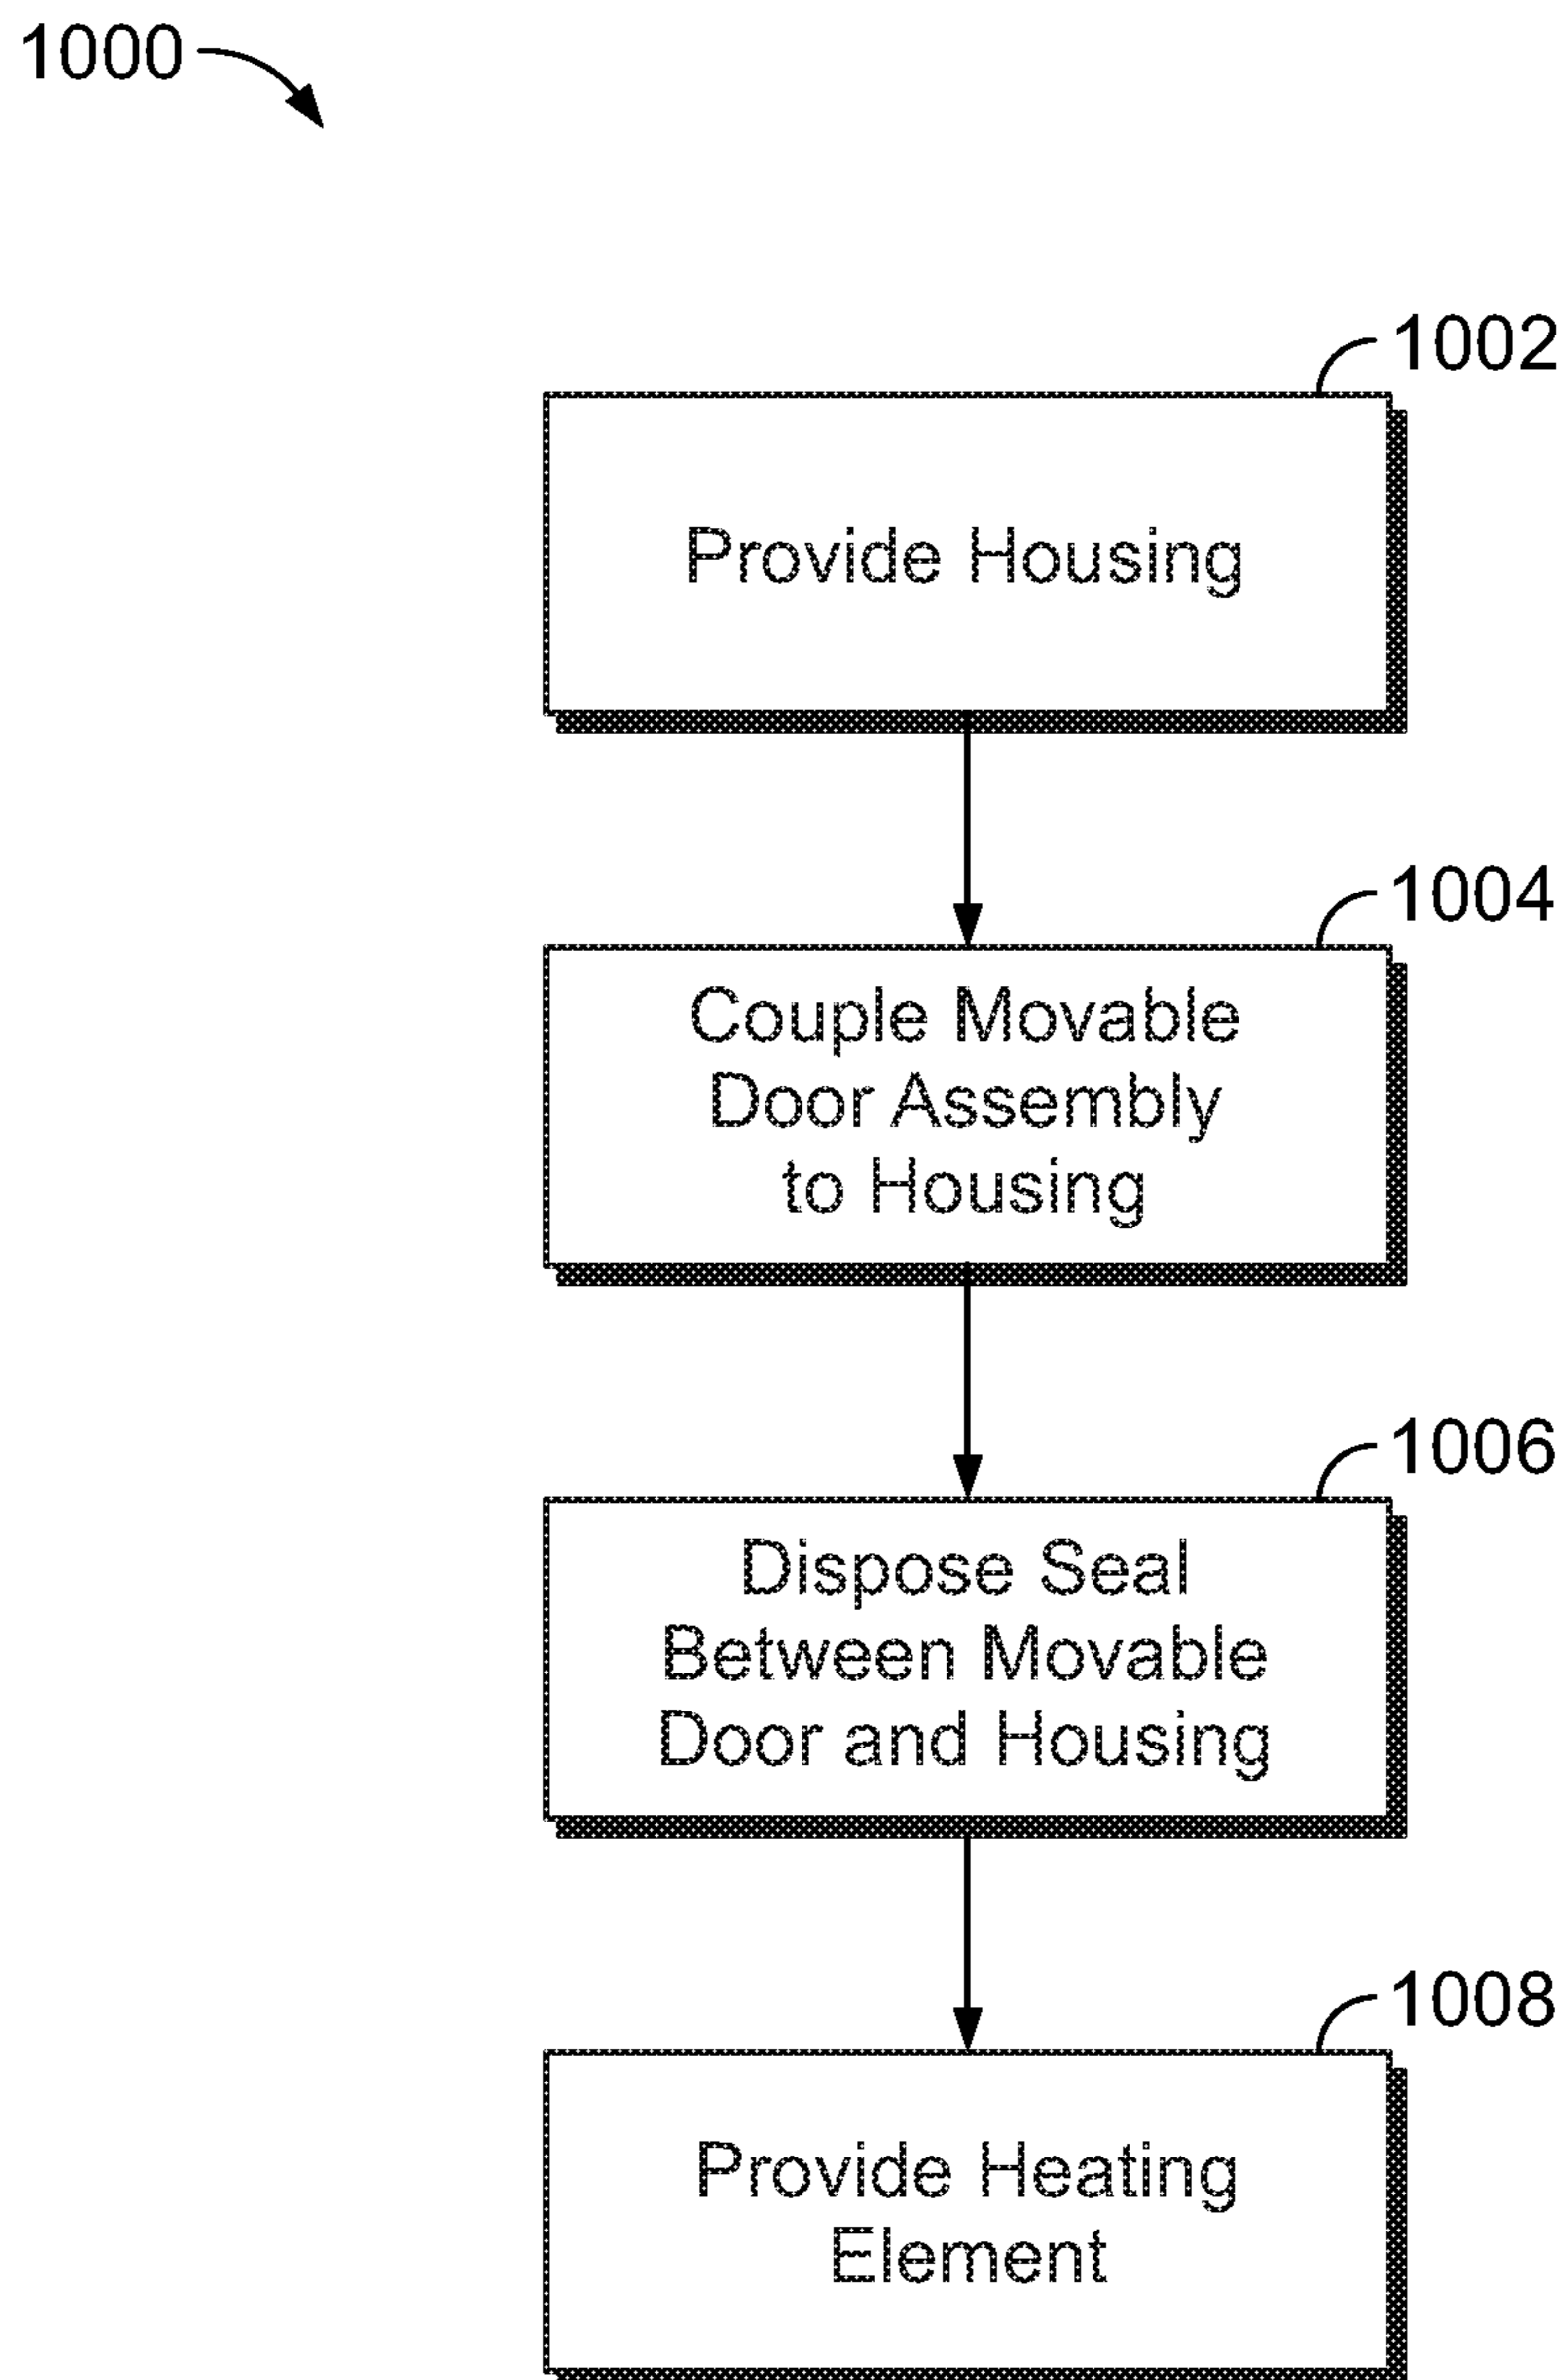 1000
1002
Provide Housing
1004
Couple Movable
Door Assembly
to Housing
1006
Dispose Seal
Between Movable
Door and Housing
1008
Provide Heating
Element